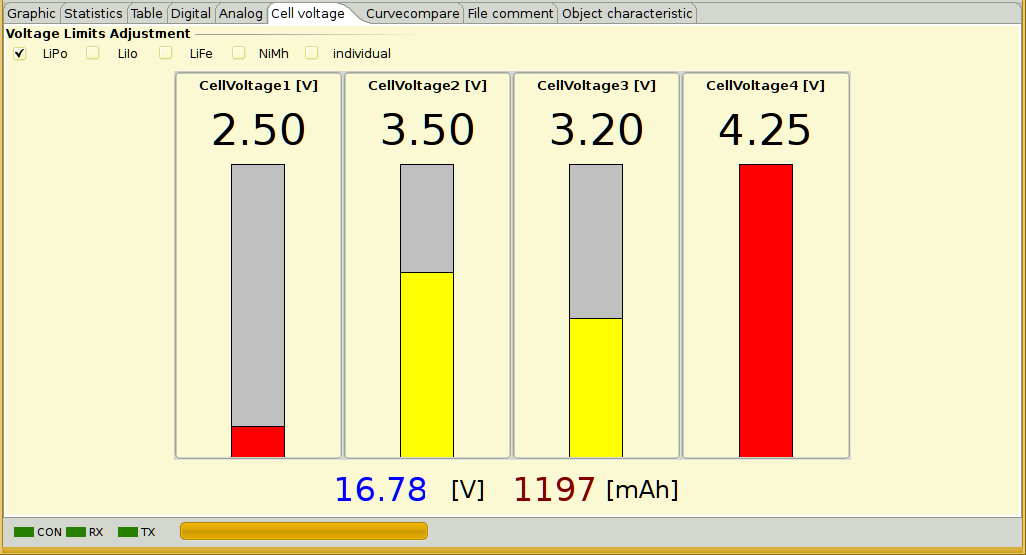 Graphic Statistics Table Digital Analog Cell voltage Curvecompare File comment Object characteristic
Voltage Limits Adjustment
LiPo LiIo LiFe NiMh individual
CellVoltage1 [V] CellVoltage2 [V] CellVoltage3 [V] CellVoltage4 [V]
2.50 3.50 3.20 4.25
16.78 [V] 1197 [mAh]
CON RX TX